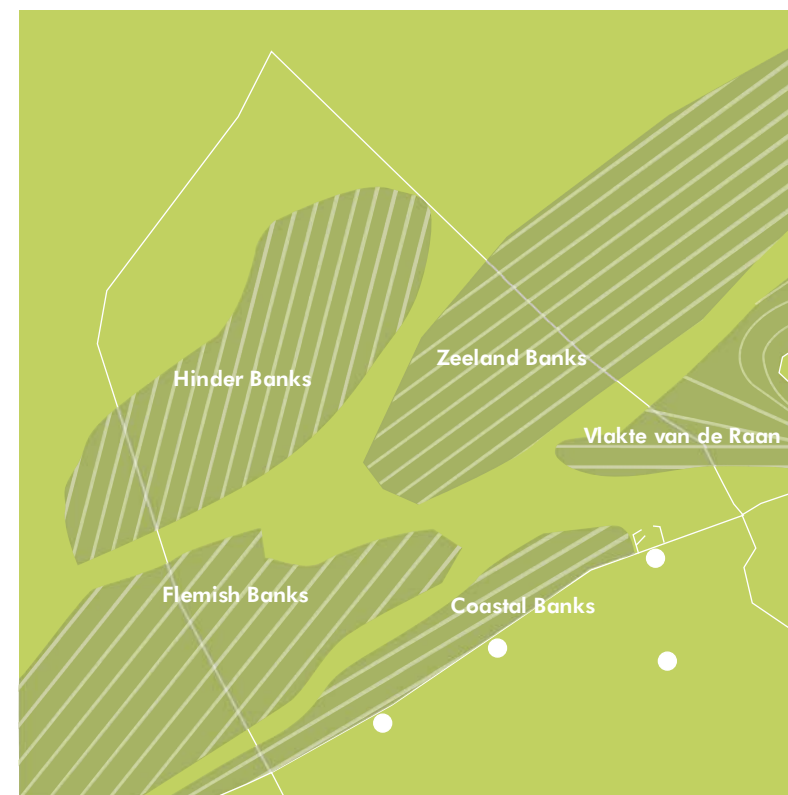 Zeeland Banks
Hinder Banks
Vlakte van de Raan
Flemish Banks
Coastal Banks